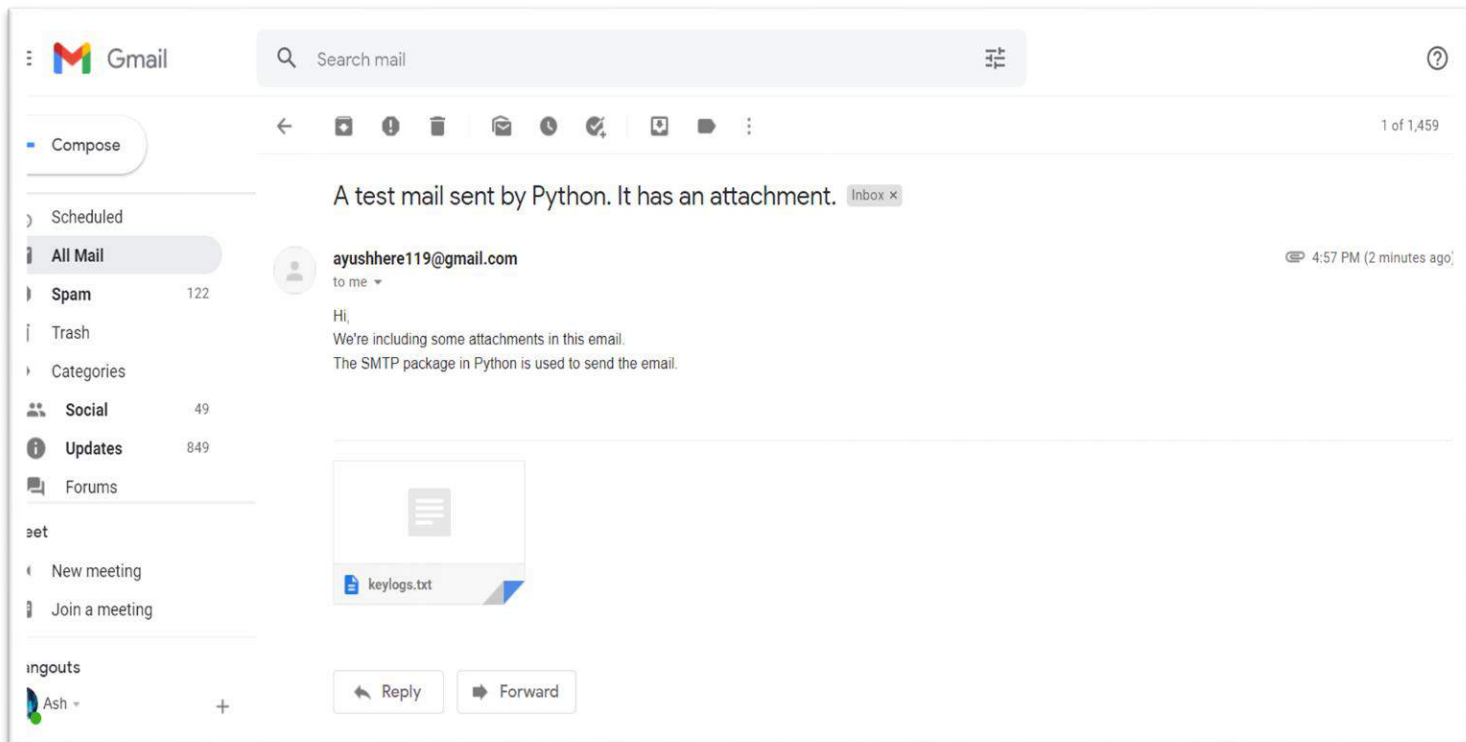 Gmail
Search mail
Compose
1 of 1,459
A test mail sent by Python. It has an attachment. Inbox ×
Scheduled
All Mail
ayushhere119@gmail.com
4:57 PM (2 minutes ago)
to me
Spam 122
Hi,
Trash
We're including some attachments in this email.
The SMTP package in Python is used to send the email.
Categories
Social 49
Updates 849
Forums
eet
New meeting
keylogs.txt
Join a meeting
angouts
Ash
Reply
Forward